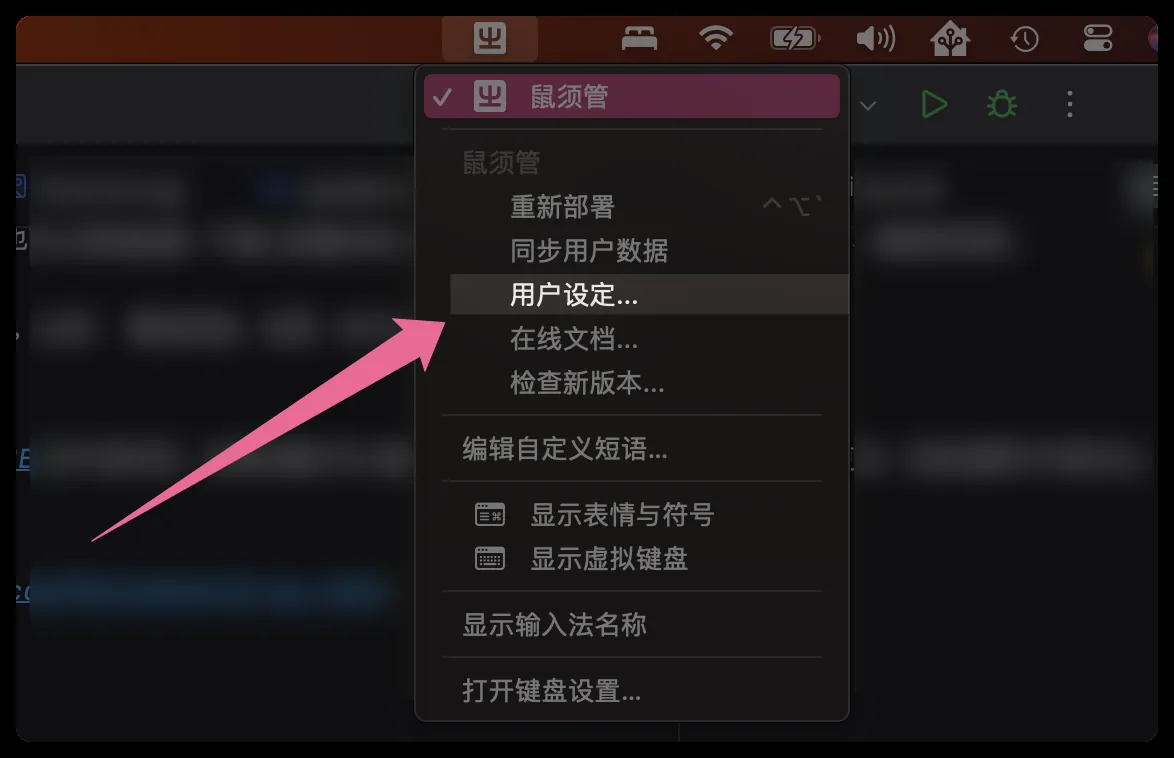 鼠须管
鼠须管
重新部署 ⌃⌥`
同步用户数据
用户设定...
在线文档...
检查新版本...
编辑自定义短语...
显示表情与符号
显示虚拟键盘
显示输入法名称
打开键盘设置...